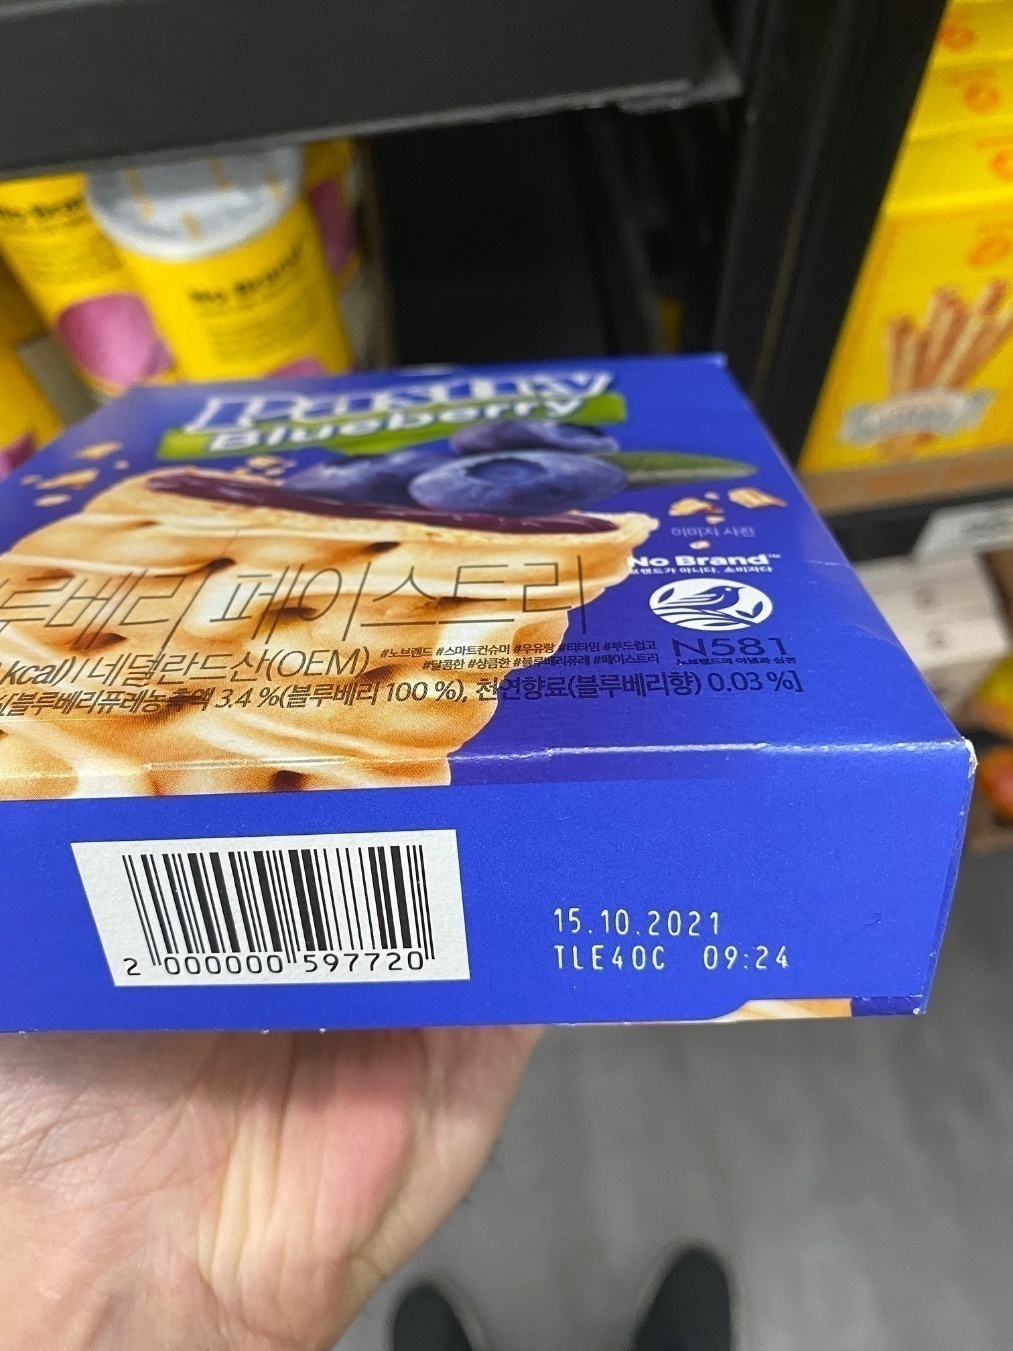 No Brand
Pastry
Blueberry
이미지 사진
No Brand™
브랜드가 아니다. 소비자다
루베리 페이스트리
kcal) / 네덜란드산(OEM)
#노브랜드 #스마트컨슈머 #우유랑 #티타임 #부드럽고
#달콤한 #상큼한 #블루베리퓨레 #페이스트리
N581
노브랜드의 이념과 실천
(블루베리퓨레농축액 3.4 %(블루베리 100 %), 천연향료(블루베리향) 0.03 %]
2 000000 597720
15.10.2021
TLE40C 09:24